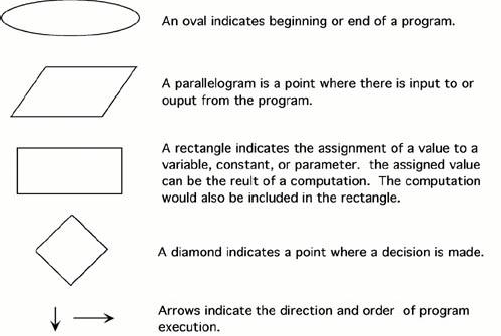 An oval indicates beginning or end of a program.
A parallelogram is a point where there is input to or
ouput from the program.
A rectangle indicates the assignment of a value to a
variable, constant, or parameter. the assigned value
can be the reult of a computation. The computation
would also be included in the rectangle.
A diamond indicates a point where a decision is made.
Arrows indicate the direction and order of program
execution.